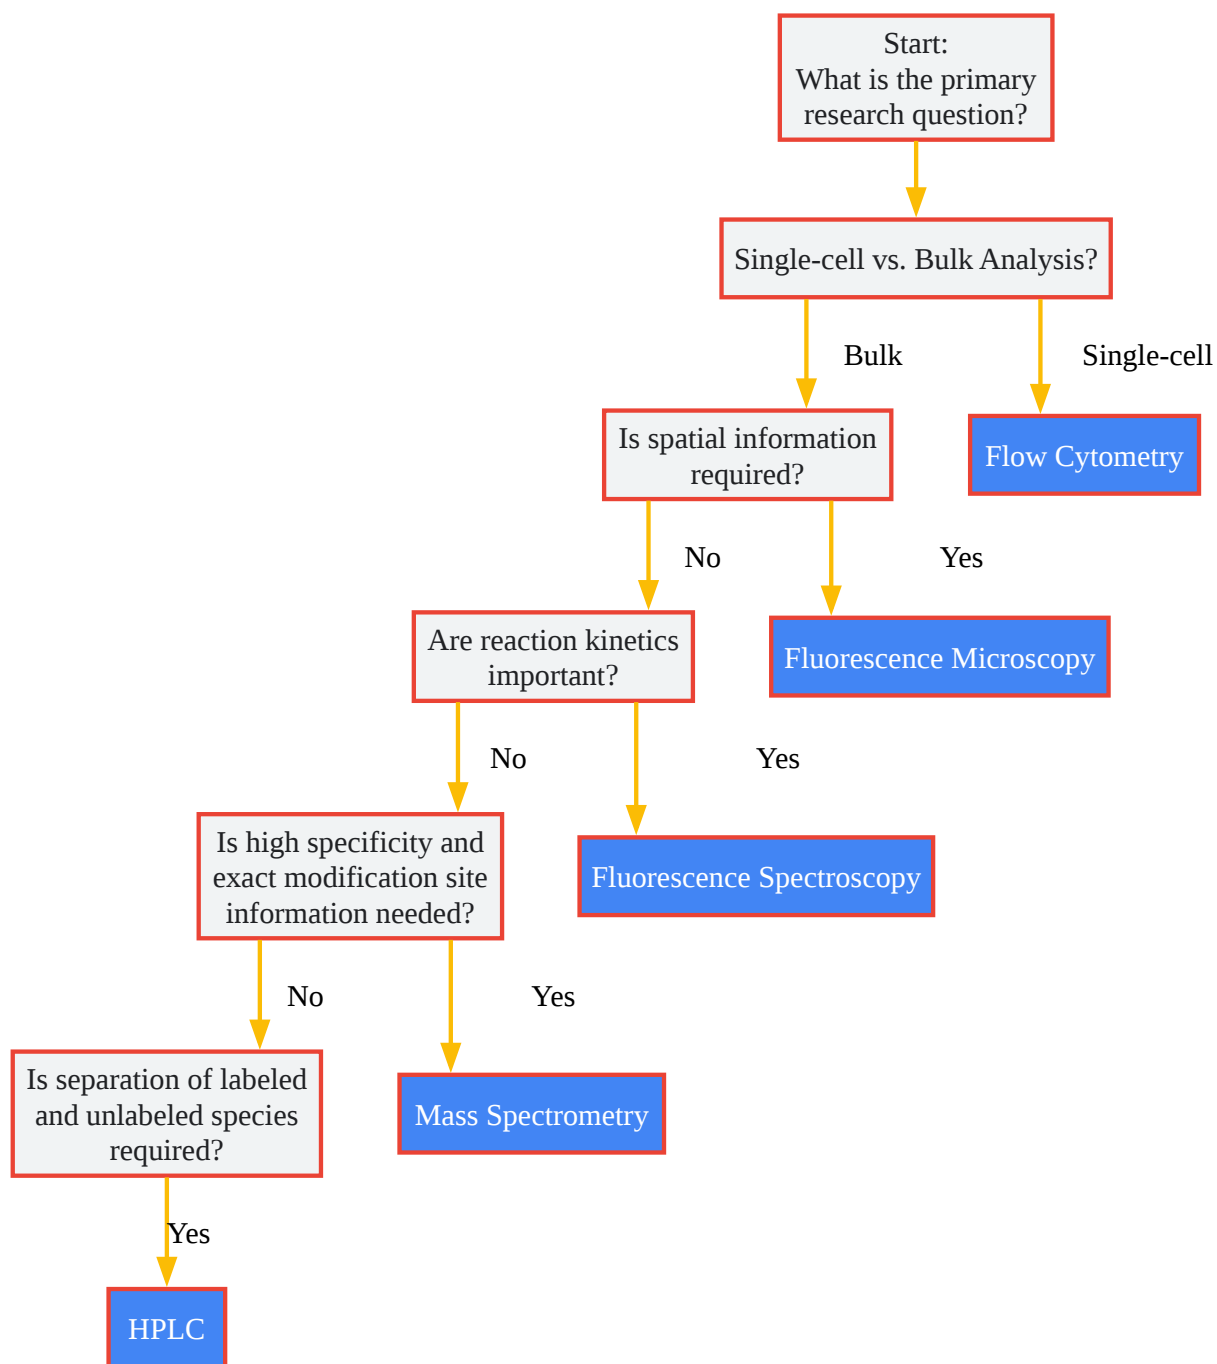 Start:
What is the primary
research question?
Single-cell vs. Bulk Analysis?
Bulk
Single-cell
Is spatial information
required?
Flow Cytometry
No
Yes
Are reaction kinetics
important?
Fluorescence Microscopy
No
Yes
Is high specificity and
exact modification site
information needed?
Fluorescence Spectroscopy
No
Yes
Is separation of labeled
and unlabeled species
required?
Mass Spectrometry
Yes
HPLC